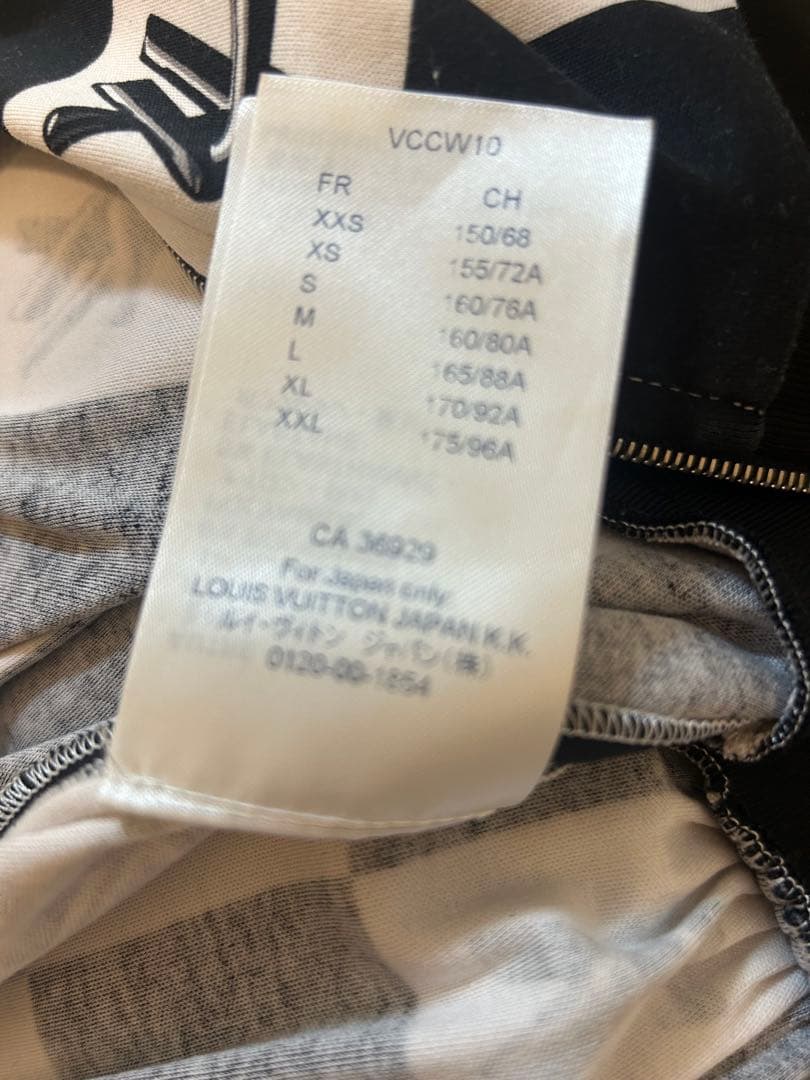 VCCW10
FR CH
XXS 150/68
XS 155/72A
S 160/76A
M 160/80A
L 165/88A
XL 170/92A
XXL 175/96A
CA 36929
For Japan only
LOUIS VUITTON JAPAN K.K.
ルイ・ヴィトン ジャパン(株)
0120-00-1854